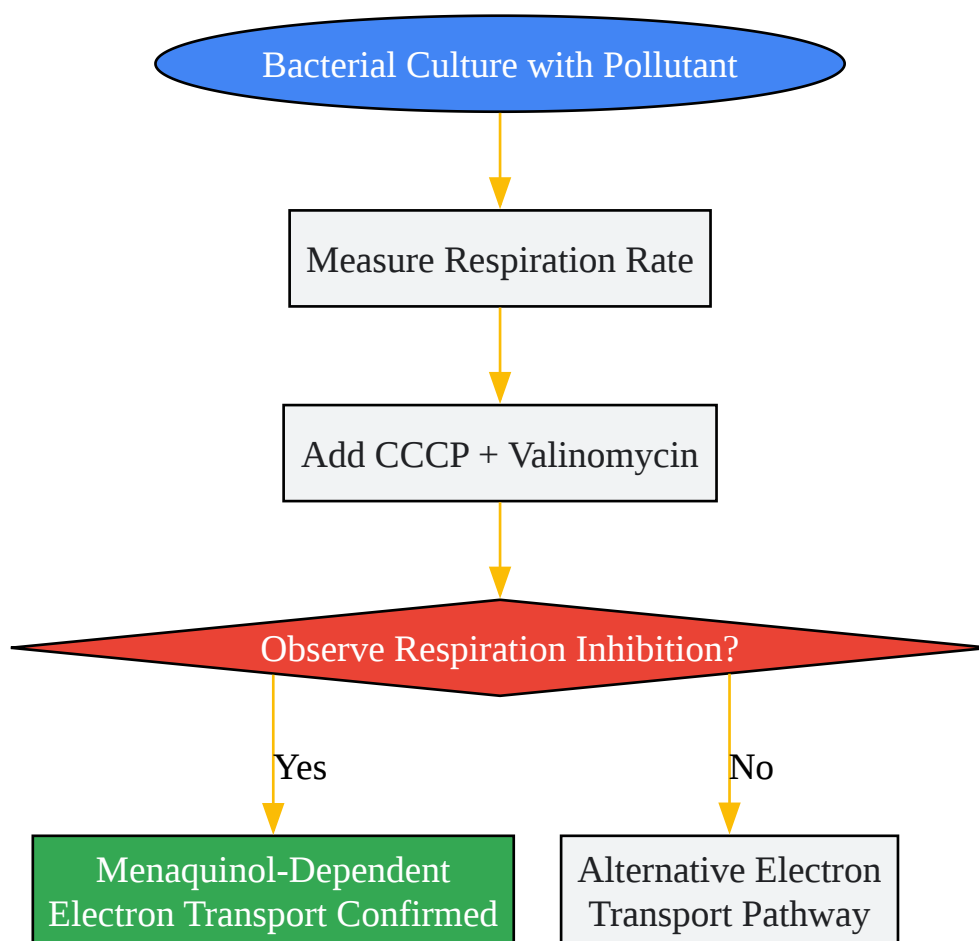 Bacterial Culture with Pollutant
Measure Respiration Rate
Add CCCP + Valinomycin
Observe Respiration Inhibition?
Yes
No
Menaquinol-Dependent
Electron Transport Confirmed
Alternative Electron
Transport Pathway